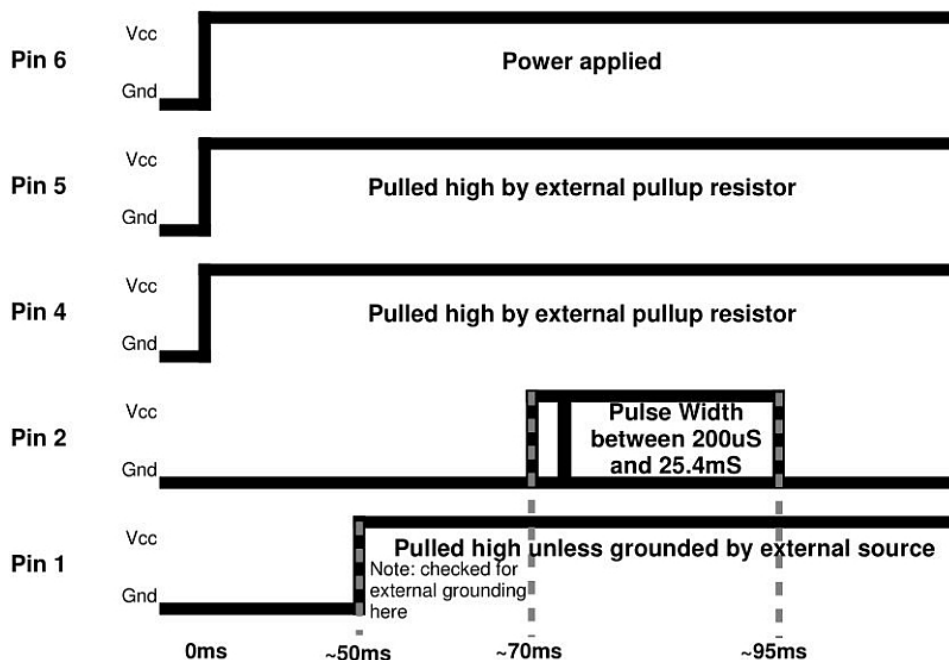 Pin 6
Vcc
Gnd
Power applied
Pin 5
Vcc
Gnd
Pulled high by external pullup resistor
Pin 4
Vcc
Gnd
Pulled high by external pullup resistor
Pin 2
Vcc
Gnd
Pulse Width
between 200uS
and 25.4mS
Pin 1
Vcc
Gnd
Pulled high unless grounded by external source
Note: checked for
external grounding
here
0ms
~50ms
~70ms
~95ms